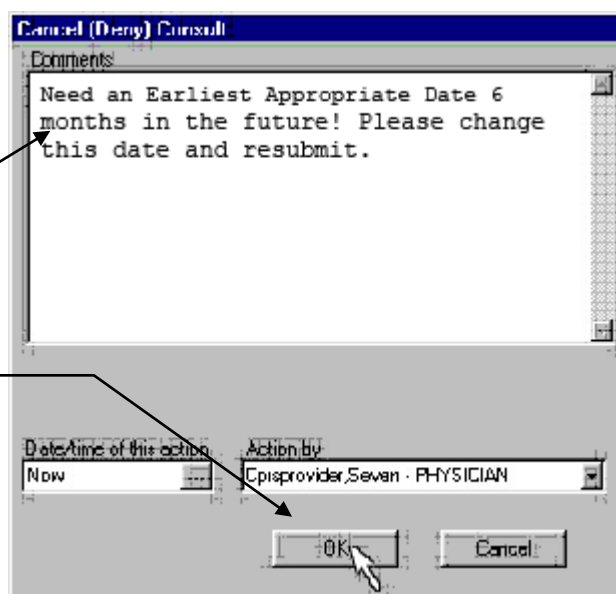 Cancel (Deny) Consult
Comments
Need an Earliest Appropriate Date 6
months in the future! Please change
this date and resubmit.
Date/time of this action
Action by
Now
Cprsprovider,Seven - PHYSICIAN
OK
Cancel